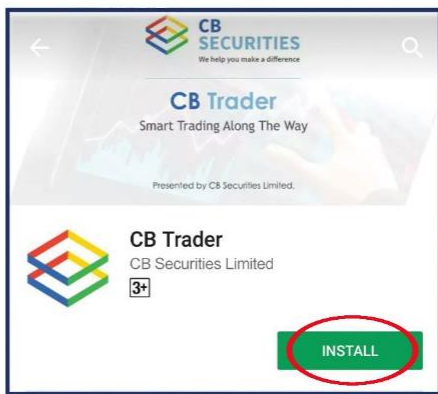 CB
SECURITIES
We help you make a difference
CB Trader
Smart Trading Along The Way
Presented by CB Securities Limited.
CB Trader
CB Securities Limited
3+
INSTALL